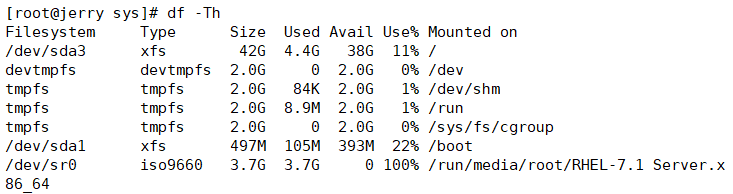 [root@jerry sys]# df -Th
Filesystem     Type      Size  Used Avail Use% Mounted on
/dev/sda3      xfs        42G  4.4G   38G  11% /
devtmpfs       devtmpfs  2.0G     0  2.0G   0% /dev
tmpfs          tmpfs     2.0G   84K  2.0G   1% /dev/shm
tmpfs          tmpfs     2.0G  8.9M  2.0G   1% /run
tmpfs          tmpfs     2.0G     0  2.0G   0% /sys/fs/cgroup
/dev/sda1      xfs       497M  105M  393M  22% /boot
/dev/sr0       iso9660   3.7G  3.7G     0 100% /run/media/root/RHEL-7.1 Server.x
86_64